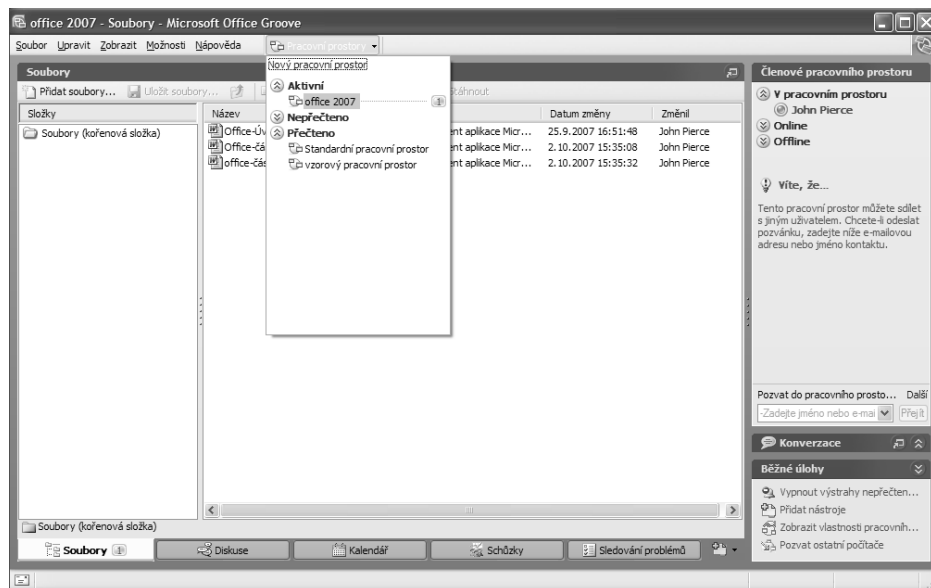 office 2007 - Soubory - Microsoft Office Groove
Soubor Upravit Zobrazit Možnosti Nápověda Pracovní prostory
Soubory
Přidat soubory... Uložit soubory... Stáhnout
Složky
Soubory (kořenová složka)
Název Datum změny Změnil
Office-Úv ent aplikace Micr... 25.9.2007 16:51:48 John Pierce
Office-čá ent aplikace Micr... 2.10.2007 15:35:08 John Pierce
office-čás ent aplikace Micr... 2.10.2007 15:35:32 John Pierce
Nový pracovní prostor
Aktivní
office 2007
Nepřečteno
Přečteno
Standardní pracovní prostor
vzorový pracovní prostor
Soubory (kořenová složka)
Soubory Diskuse Kalendář Schůzky Sledování problémů
Členové pracovního prostoru
V pracovním prostoru
John Pierce
Online
Offline
Víte, že...
Tento pracovní prostor můžete sdílet
s jiným uživatelem. Chcete-li odeslat
pozvánku, zadejte níže e-mailovou
adresu nebo jméno kontaktu.
Pozvat do pracovního prosto... Další
-Zadejte jméno nebo e-mai Přejít
Konverzace
Běžné úlohy
Vypnout výstrahy nepřečten...
Přidat nástroje
Zobrazit vlastnosti pracovníh...
Pozvat ostatní počítače